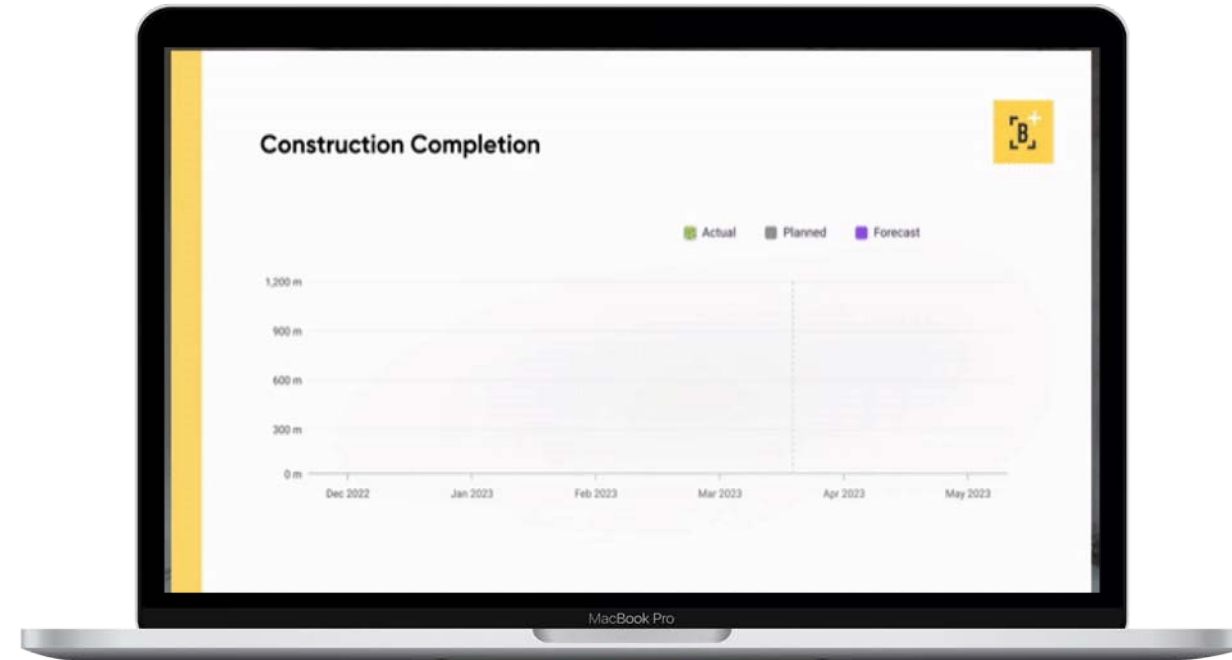 Construction Completion
B
Actual Planned Forecast
1,200 m
900 m
600 m
300 m
0 m
Dec 2022 Jan 2023 Feb 2023 Mar 2023 Apr 2023 May 2023
MacBook Pro